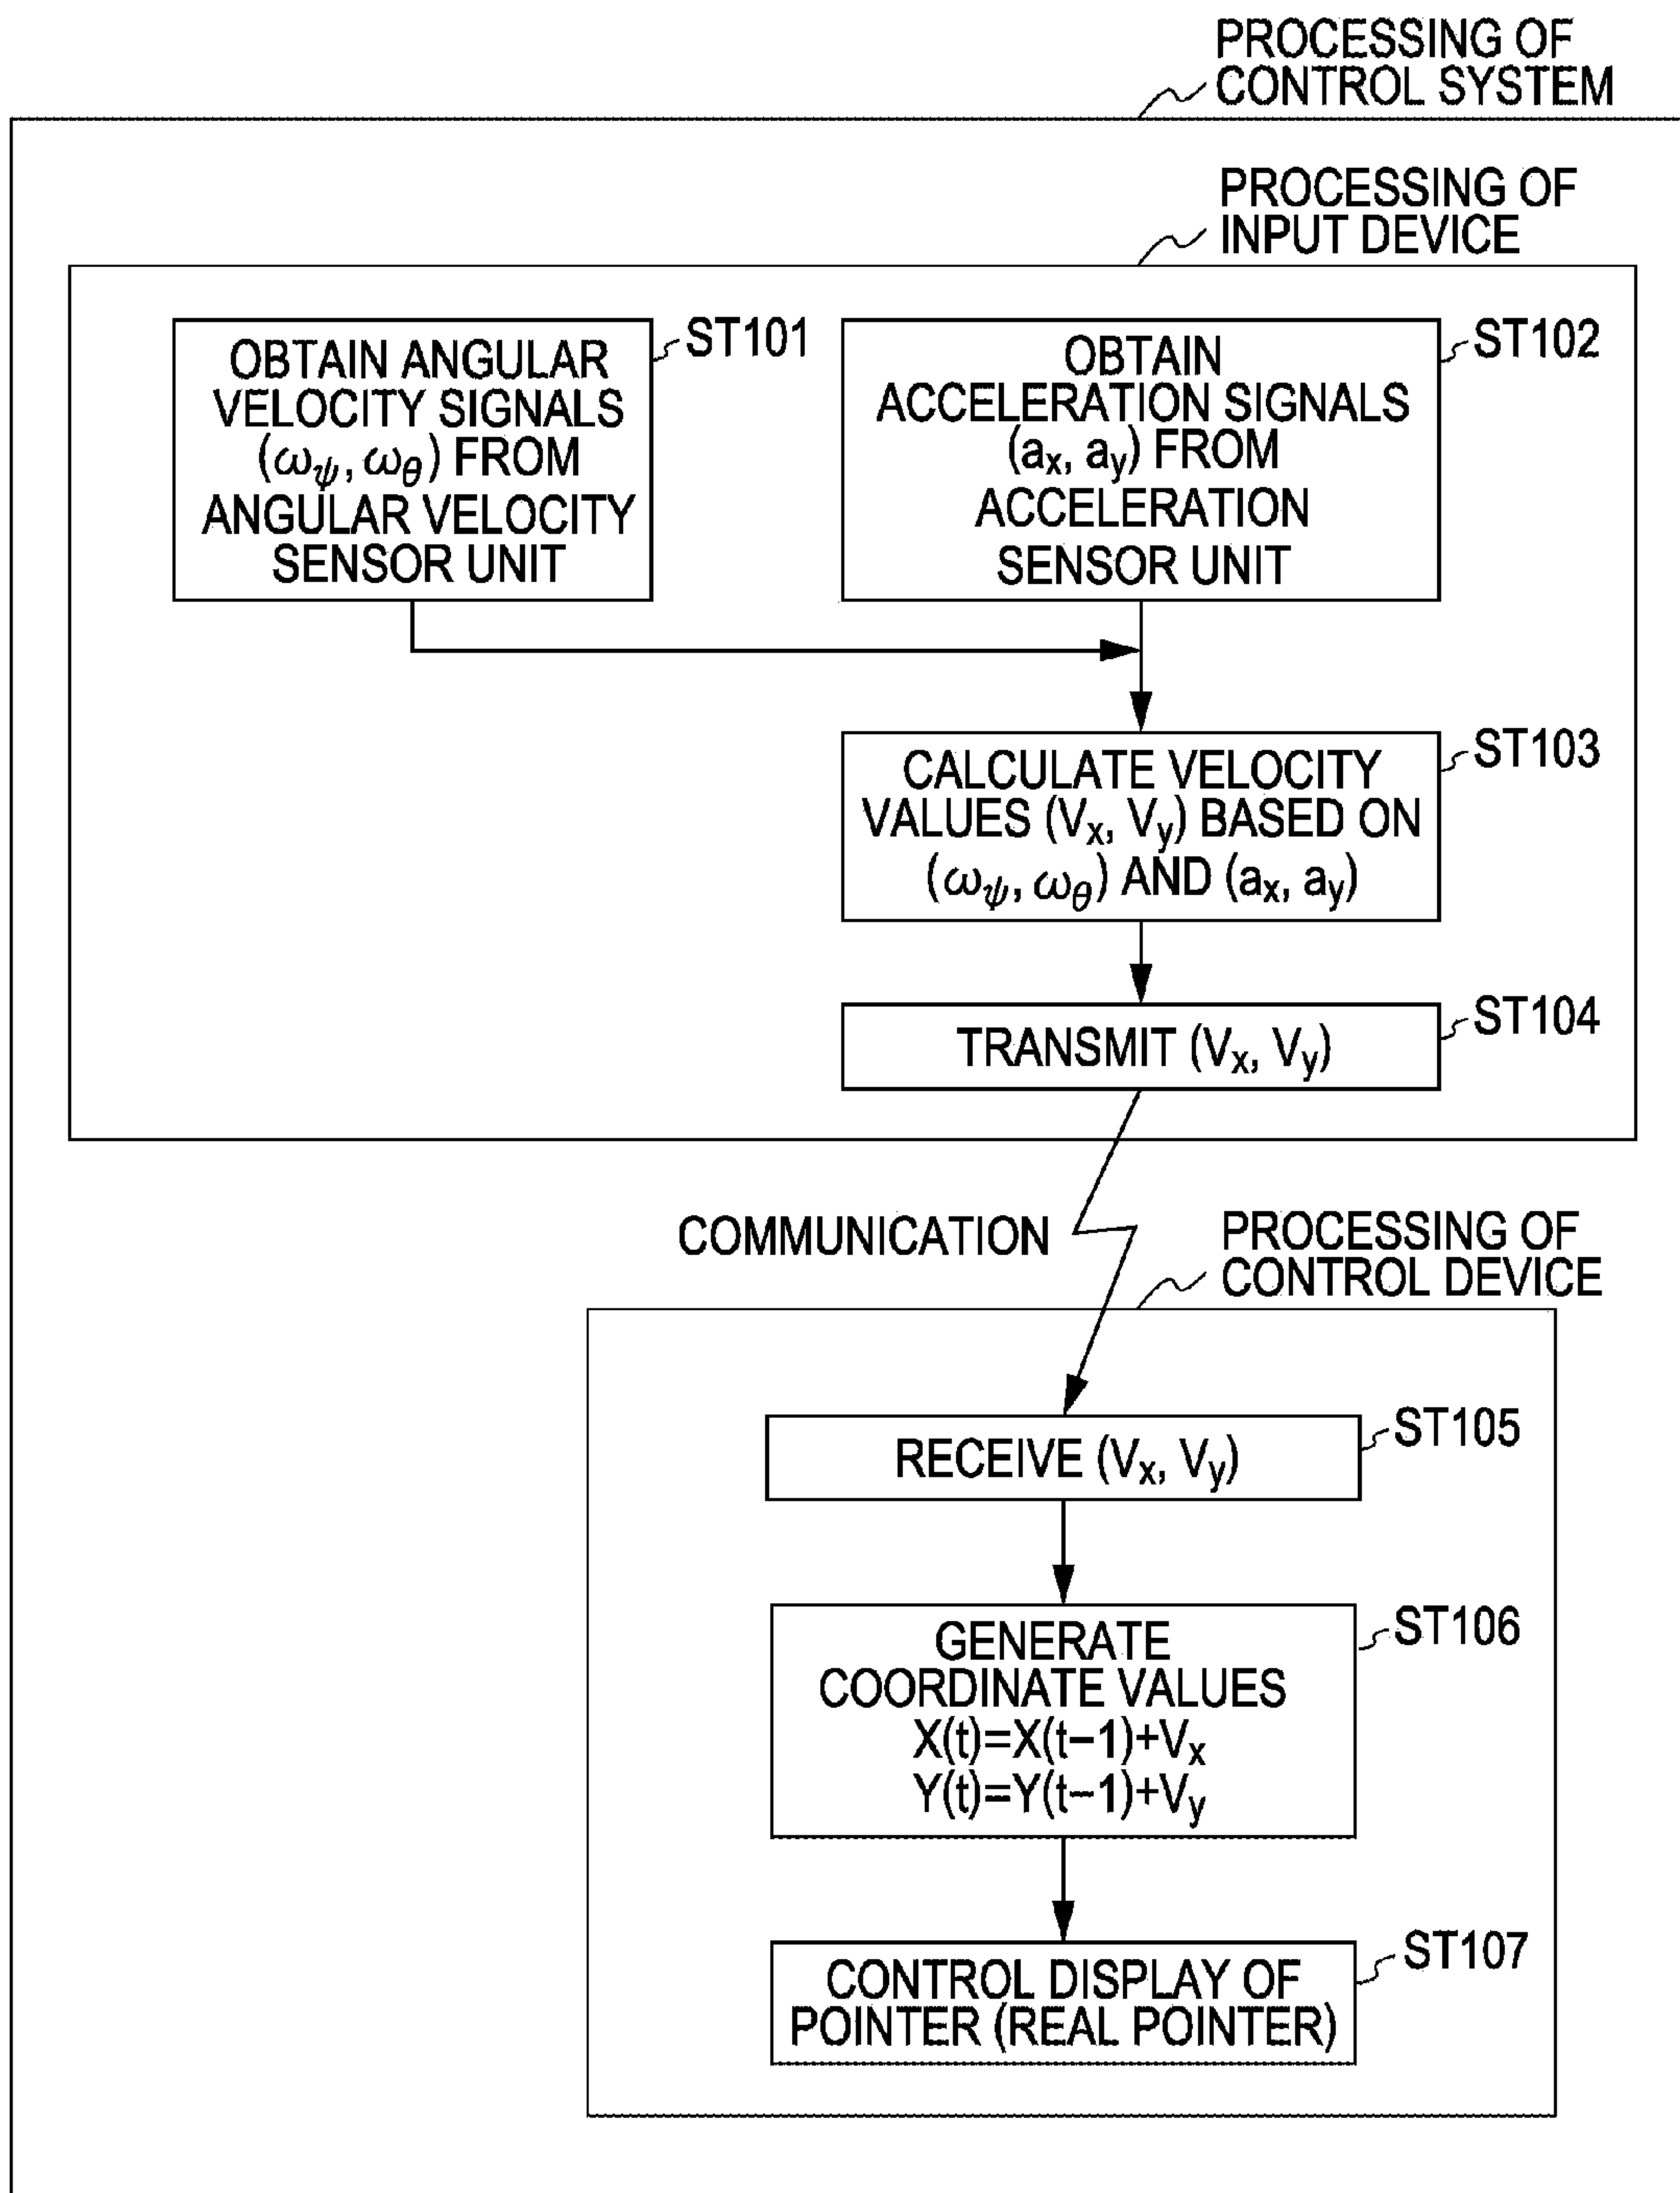 PROCESSING OF
CONTROL SYSTEM
PROCESSING OF
INPUT DEVICE
OBTAIN ANGULAR
VELOCITY SIGNALS
(ωψ, ωθ) FROM
ANGULAR VELOCITY
SENSOR UNIT
ST101
OBTAIN
ACCELERATION SIGNALS
(ax, ay) FROM
ACCELERATION
SENSOR UNIT
ST102
CALCULATE VELOCITY
VALUES (Vx, Vy) BASED ON
(ωψ, ωθ) AND (ax, ay)
ST103
TRANSMIT (Vx, Vy)
ST104
COMMUNICATION
PROCESSING OF
CONTROL DEVICE
RECEIVE (Vx, Vy)
ST105
GENERATE
COORDINATE VALUES
X(t)=X(t−1)+Vx
Y(t)=Y(t−1)+Vy
ST106
CONTROL DISPLAY OF
POINTER (REAL POINTER)
ST107